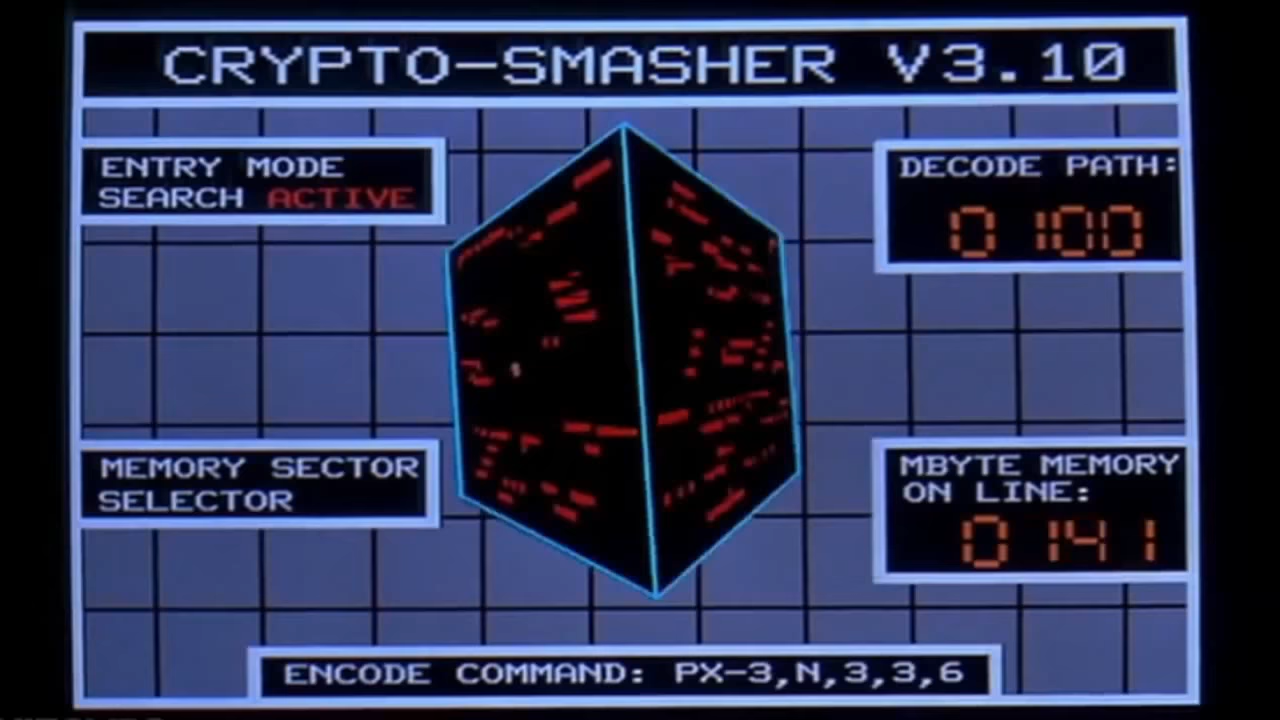 CRYPTO-SMASHER V3.10
ENTRY MODE
SEARCH ACTIVE
DECODE PATH:
0100
MEMORY SECTOR
SELECTOR
MBYTE MEMORY
ON LINE:
0141
ENCODE COMMAND: PX-3,N,3,3,6